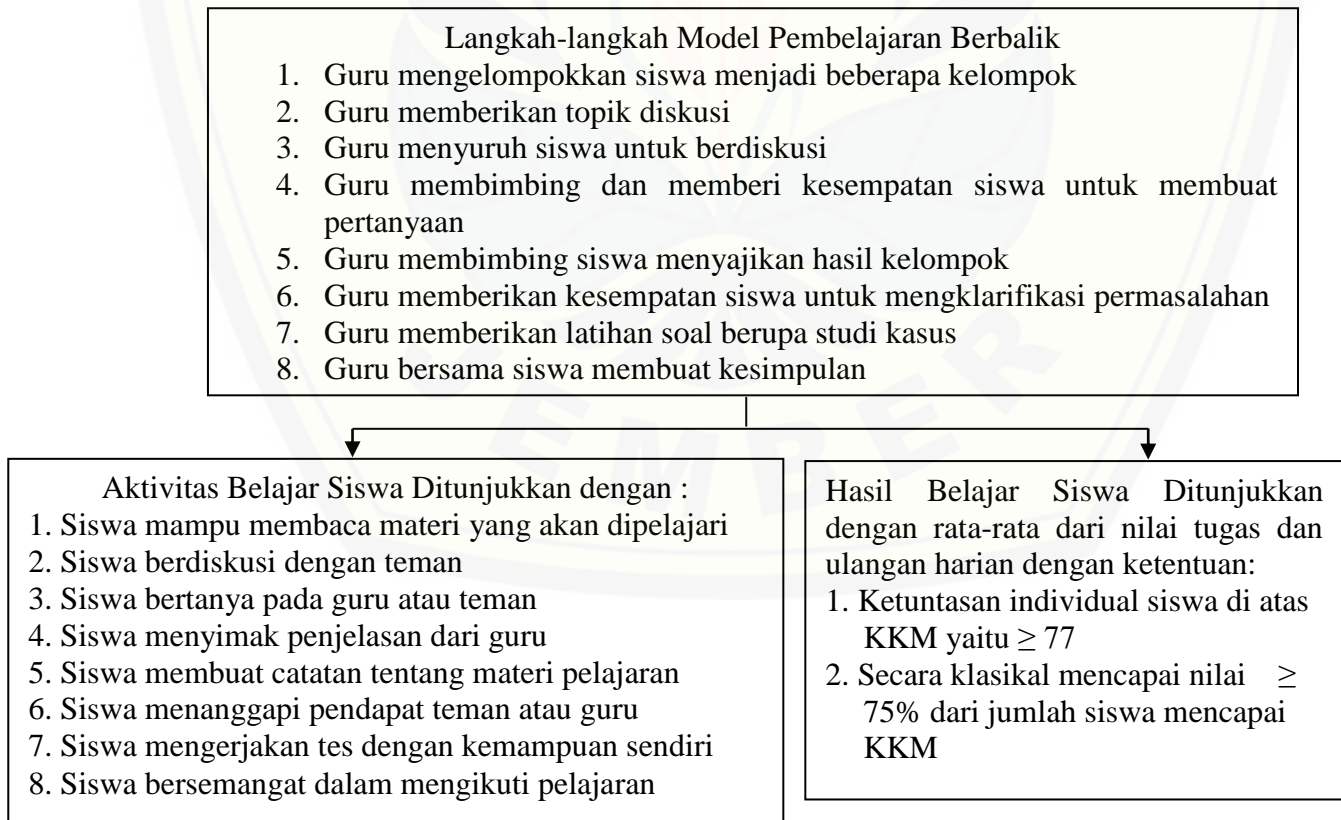 Langkah-langkah Model Pembelajaran Berbalik
1. Guru mengelompokkan siswa menjadi beberapa kelompok
2. Guru memberikan topik diskusi
3. Guru menyuruh siswa untuk berdiskusi
4. Guru membimbing dan memberi kesempatan siswa untuk membuat
pertanyaan
5. Guru membimbing siswa menyajikan hasil kelompok
6. Guru memberikan kesempatan siswa untuk mengklarifikasi permasalahan
7. Guru memberikan latihan soal berupa studi kasus
8. Guru bersama siswa membuat kesimpulan
EMBER
Aktivitas Belajar Siswa Ditunjukkan dengan :
1. Siswa mampu membaca materi yang akan dipelajari
2. Siswa berdiskusi dengan teman
3. Siswa bertanya pada guru atau teman
4. Siswa menyimak penjelasan dari guru
5. Siswa membuat catatan tentang materi pelajaran
6. Siswa menanggapi pendapat teman atau guru
7. Siswa mengerjakan tes dengan kemampuan sendiri
8. Siswa bersemangat dalam mengikuti pelajaran
Hasil Belajar Siswa Ditunjukkan
dengan rata-rata dari nilai tugas dan
ulangan harian dengan ketentuan:
1. Ketuntasan individual siswa di atas
KKM yaitu ≥ 77
2. Secara klasikal mencapai nilai ≥
75% dari jumlah siswa mencapai
KKM